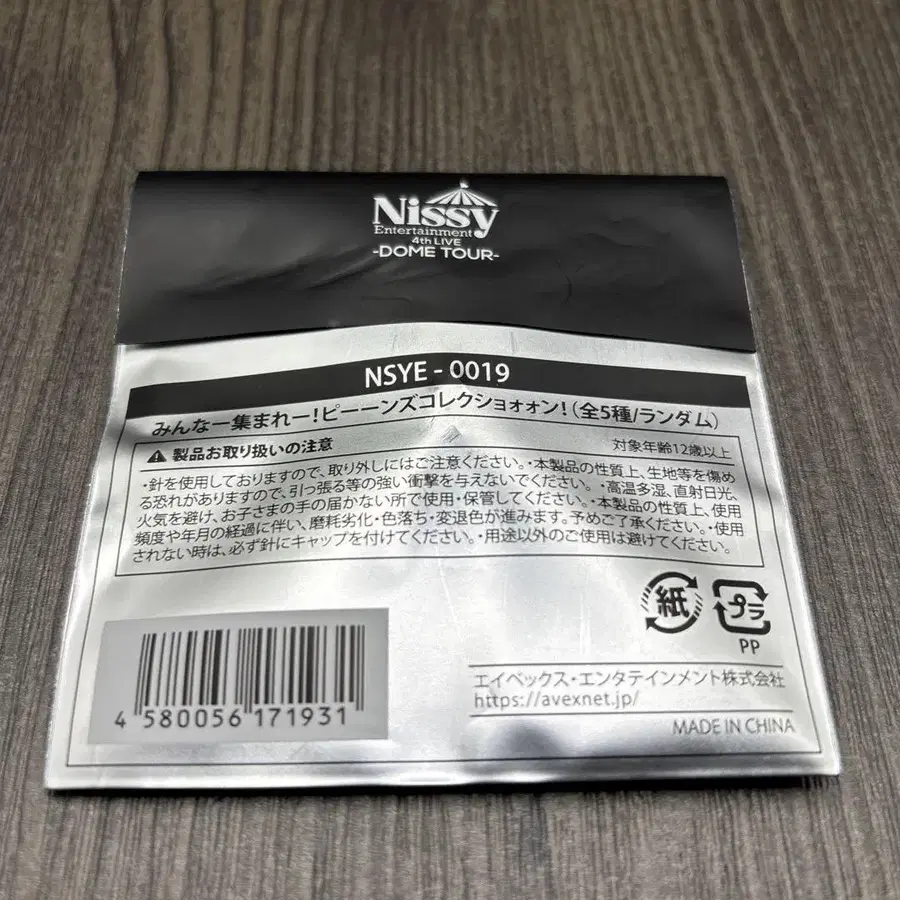 Nissy
Entertainment
4th LIVE
-DOME TOUR-
NSYE - 0019
みんなー集まれー!ピーーンズコレクショォォン!(全5種/ランダム)
製品お取り扱いの注意
対象年齢12歳以上
・針を使用しておりますので、取り外しにはご注意ください。・本製品の性質上、生地等を傷め
る恐れがありますので、引っ張る等の強い衝撃を与えないでください。・高温多湿、直射日光、
火気を避け、お子さまの手の届かない所で使用・保管してください。・本製品の性質上、使用
頻度や年月の経過に伴い、磨耗劣化・色落ち・変退色が進みます。予めご了承ください。・使用
されない時は、必ず針にキャップを付けてください。・用途以外のご使用は避けてください。
紙
プラ
PP
4 580056 171931
エイベックス・エンタテインメント株式会社
https://avexnet.jp/
MADE IN CHINA